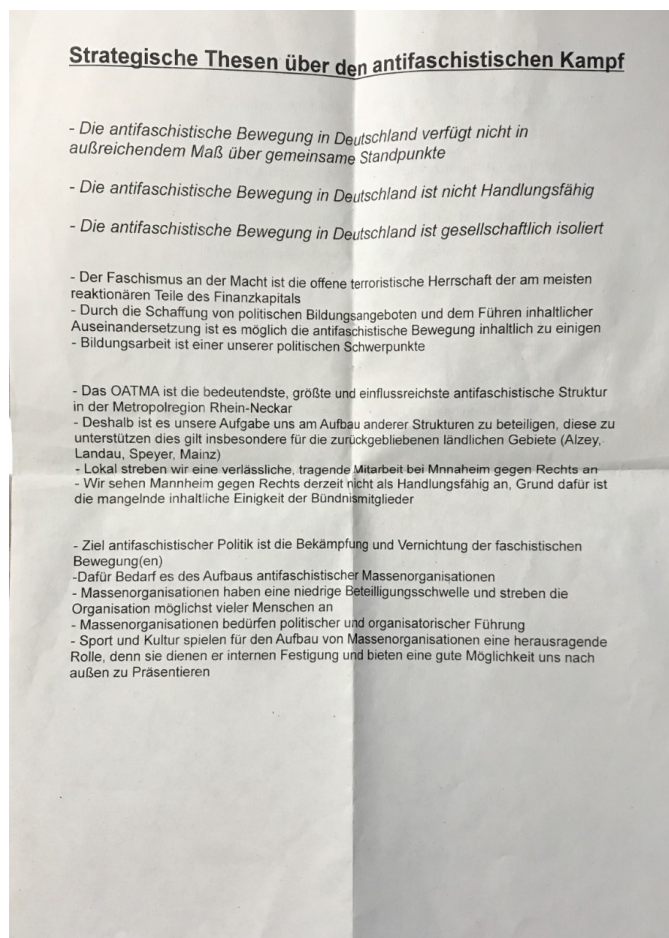 Strategische Thesen über den antifaschistischen Kampf
- Die antifaschistische Bewegung in Deutschland verfügt nicht in
außreichendem Maß über gemeinsame Standpunkte
- Die antifaschistische Bewegung in Deutschland ist nicht Handlungsfähig
- Die antifaschistische Bewegung in Deutschland ist gesellschaftlich isoliert
- Der Faschismus an der Macht ist die offene terroristische Herrschaft der am meisten
reaktionären Teile des Finanzkapitals
- Durch die Schaffung von politischen Bildungsangeboten und dem Führen inhaltlicher
Auseinandersetzung ist es möglich die antifaschistische Bewegung inhaltlich zu einigen
- Bildungsarbeit ist einer unserer politischen Schwerpunkte
- Das OATMA ist die bedeutendste, größte und einflussreichste antifaschistische Struktur
in der Metropolregion Rhein-Neckar
- Deshalb ist es unsere Aufgabe uns am Aufbau anderer Strukturen zu beteiligen, diese zu
unterstützen dies gilt insbesondere für die zurückgebliebenen ländlichen Gebiete (Alzey,
Landau, Speyer, Mainz)
- Lokal streben wir eine verlässliche, tragende Mitarbeit bei Mnnaheim gegen Rechts an
- Wir sehen Mannheim gegen Rechts derzeit nicht als Handlungsfähig an, Grund dafür ist
die mangelnde inhaltliche Einigkeit der Bündnismitglieder
- Ziel antifaschistischer Politik ist die Bekämpfung und Vernichtung der faschistischen
Bewegung(en)
-Dafür Bedarf es des Aufbaus antifaschistischer Massenorganisationen
- Massenorganisationen haben eine niedrige Beteilligungsschwelle und streben die
Organisation möglichst vieler Menschen an
- Massenorganisationen bedürfen politischer und organisatorischer Führung
- Sport und Kultur spielen für den Aufbau von Massenorganisationen eine herausragende
Rolle, denn sie dienen er internen Festigung und bieten eine gute Möglichkeit uns nach
außen zu Präsentieren